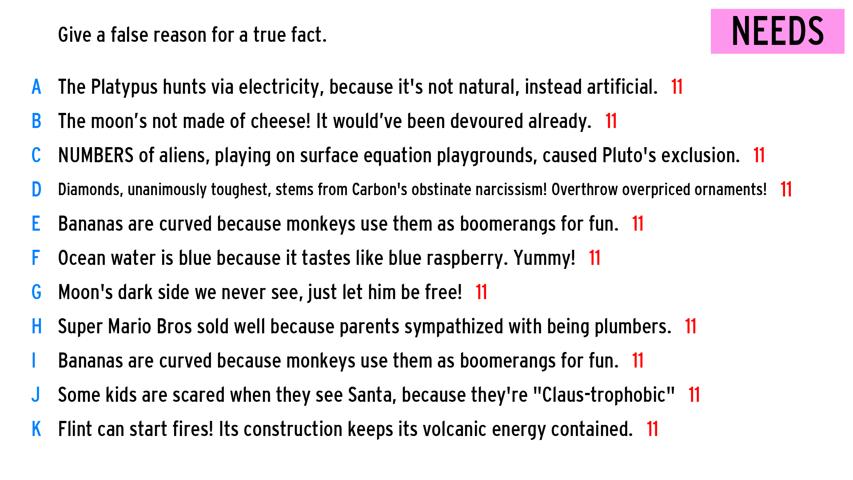 NEEDS
Give a false reason for a true fact.
A The Platypus hunts via electricity, because it's not natural, instead artificial. 11
B The moon’s not made of cheese! It would’ve been devoured already. 11
C NUMBERS of aliens, playing on surface equation playgrounds, caused Pluto's exclusion. 11
D Diamonds, unanimously toughest, stems from Carbon's obstinate narcissism! Overthrow overpriced ornaments! 11
E Bananas are curved because monkeys use them as boomerangs for fun. 11
F Ocean water is blue because it tastes like blue raspberry. Yummy! 11
G Moon's dark side we never see, just let him be free! 11
H Super Mario Bros sold well because parents sympathized with being plumbers. 11
I Bananas are curved because monkeys use them as boomerangs for fun. 11
J Some kids are scared when they see Santa, because they're "Claus-trophobic" 11
K Flint can start fires! Its construction keeps its volcanic energy contained. 11